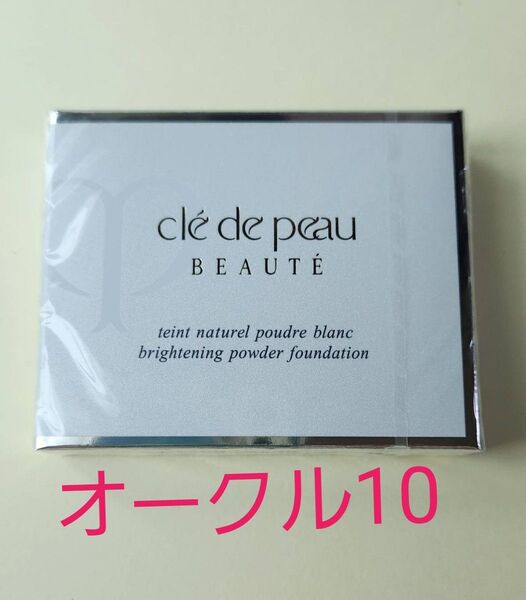 clé de peau
BEAUTÉ
teint naturel poudre blanc
brightening powder foundation
オークル10